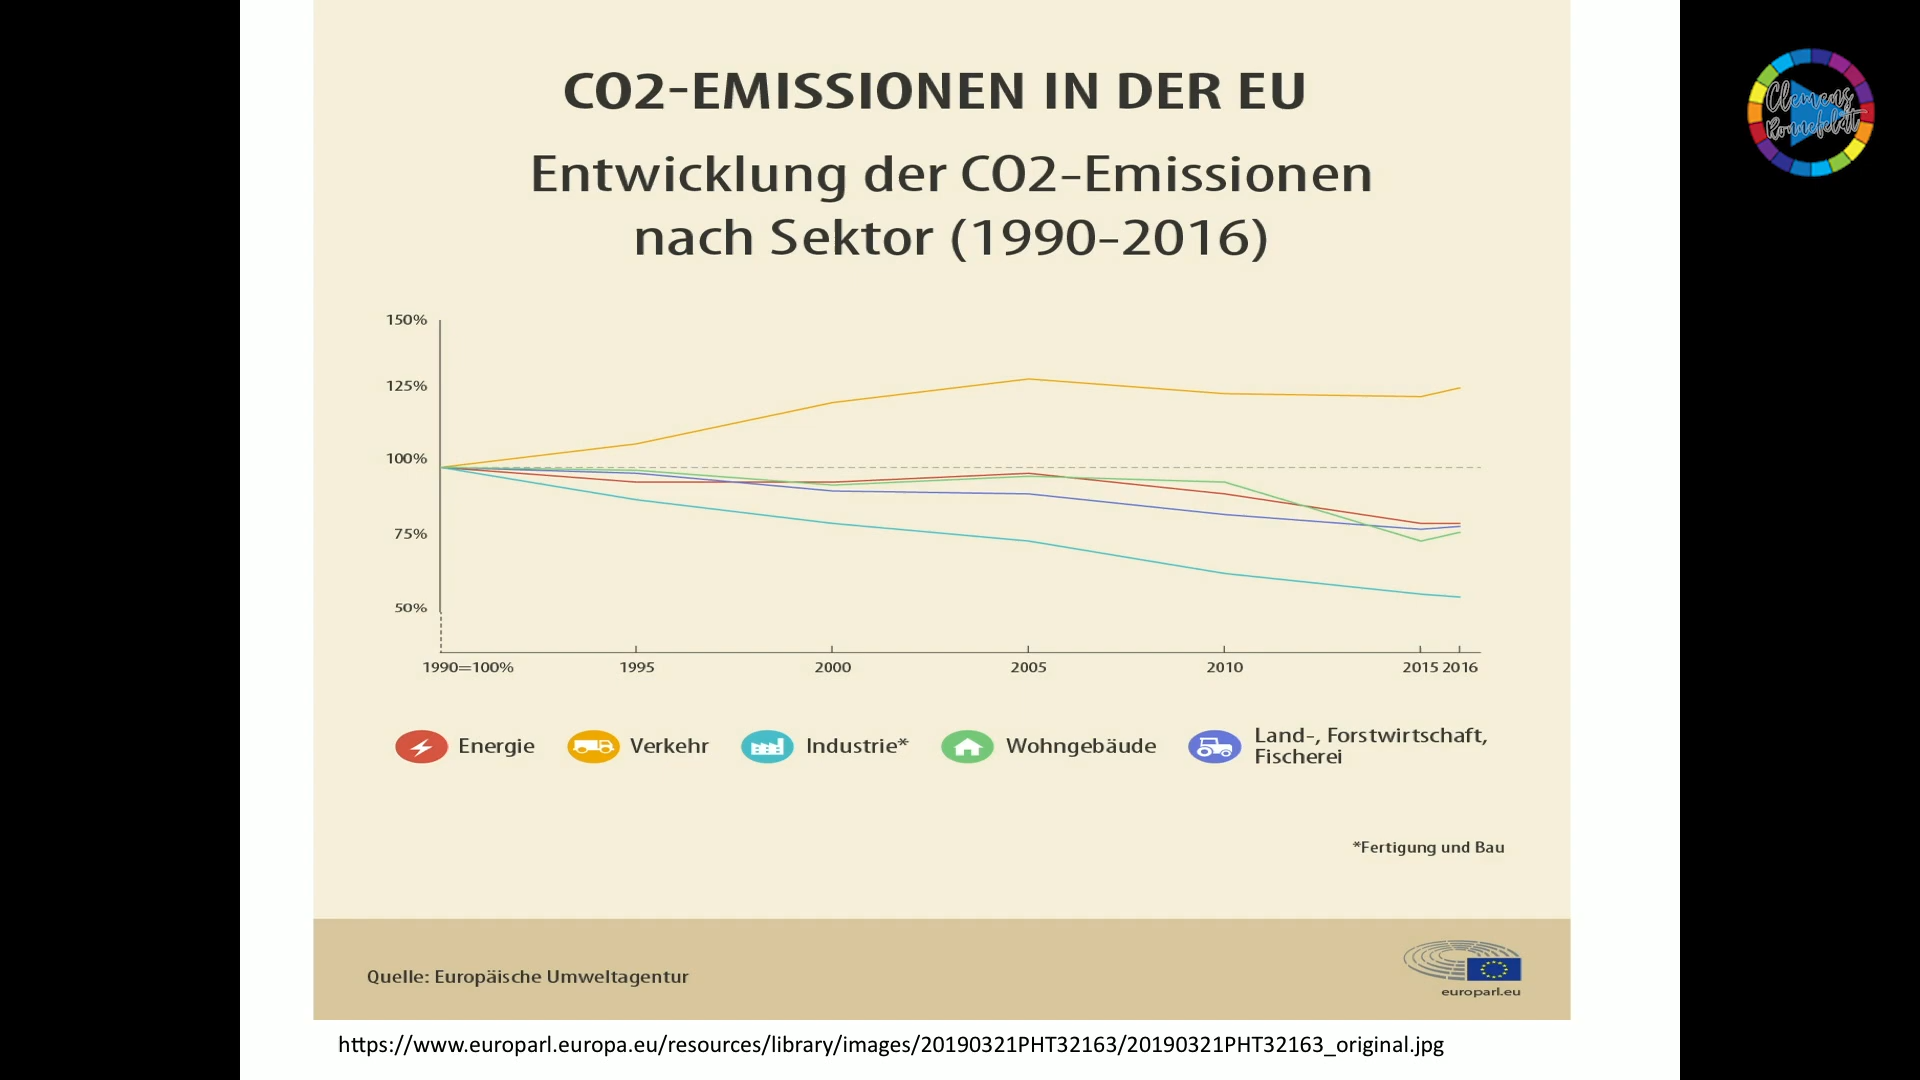 CO2-EMISSIONEN IN DER EU
Entwicklung der CO2-Emissionen
nach Sektor (1990-2016)
150%
125%
100%
75%
50%
1990=100%
1995
2000
2005
2010
2015
2016
Energie
Verkehr
Industrie*
Wohngebäude
Land-, Forstwirtschaft,
Fischerei
*Fertigung und Bau
Quelle: Europäische Umweltagentur
europarl.eu
https://www.europarl.europa.eu/resources/library/images/20190321PHT32163/20190321PHT32163_original.jpg
Clemens
Ronnefeldt